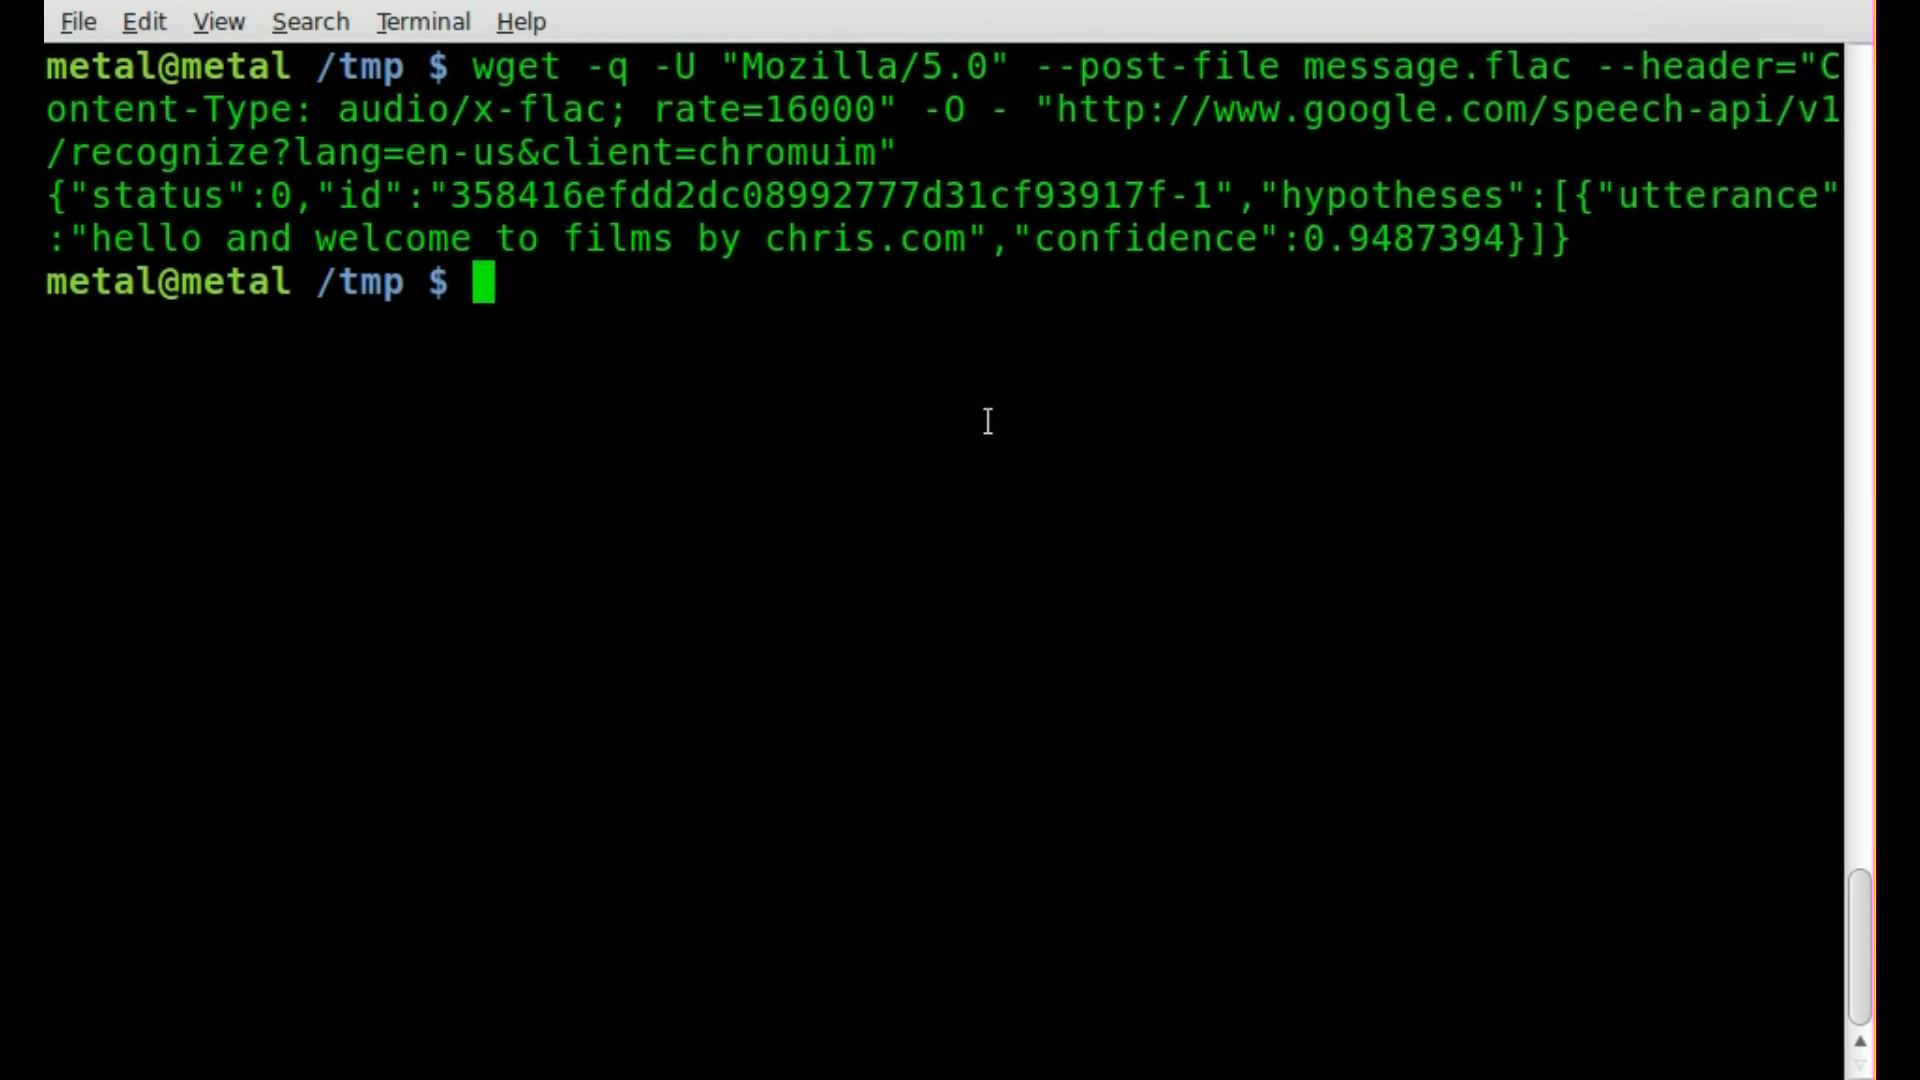 File Edit View Search Terminal Help
metal@metal /tmp $ wget -q -U "Mozilla/5.0" --post-file message.flac --header="C
ontent-Type: audio/x-flac; rate=16000" -O - "http://www.google.com/speech-api/v1
/recognize?lang=en-us&client=chromuim"
{"status":0,"id":"358416efdd2dc08992777d31cf93917f-1","hypotheses":[{"utterance"
:"hello and welcome to films by chris.com","confidence":0.9487394}]}
metal@metal /tmp $